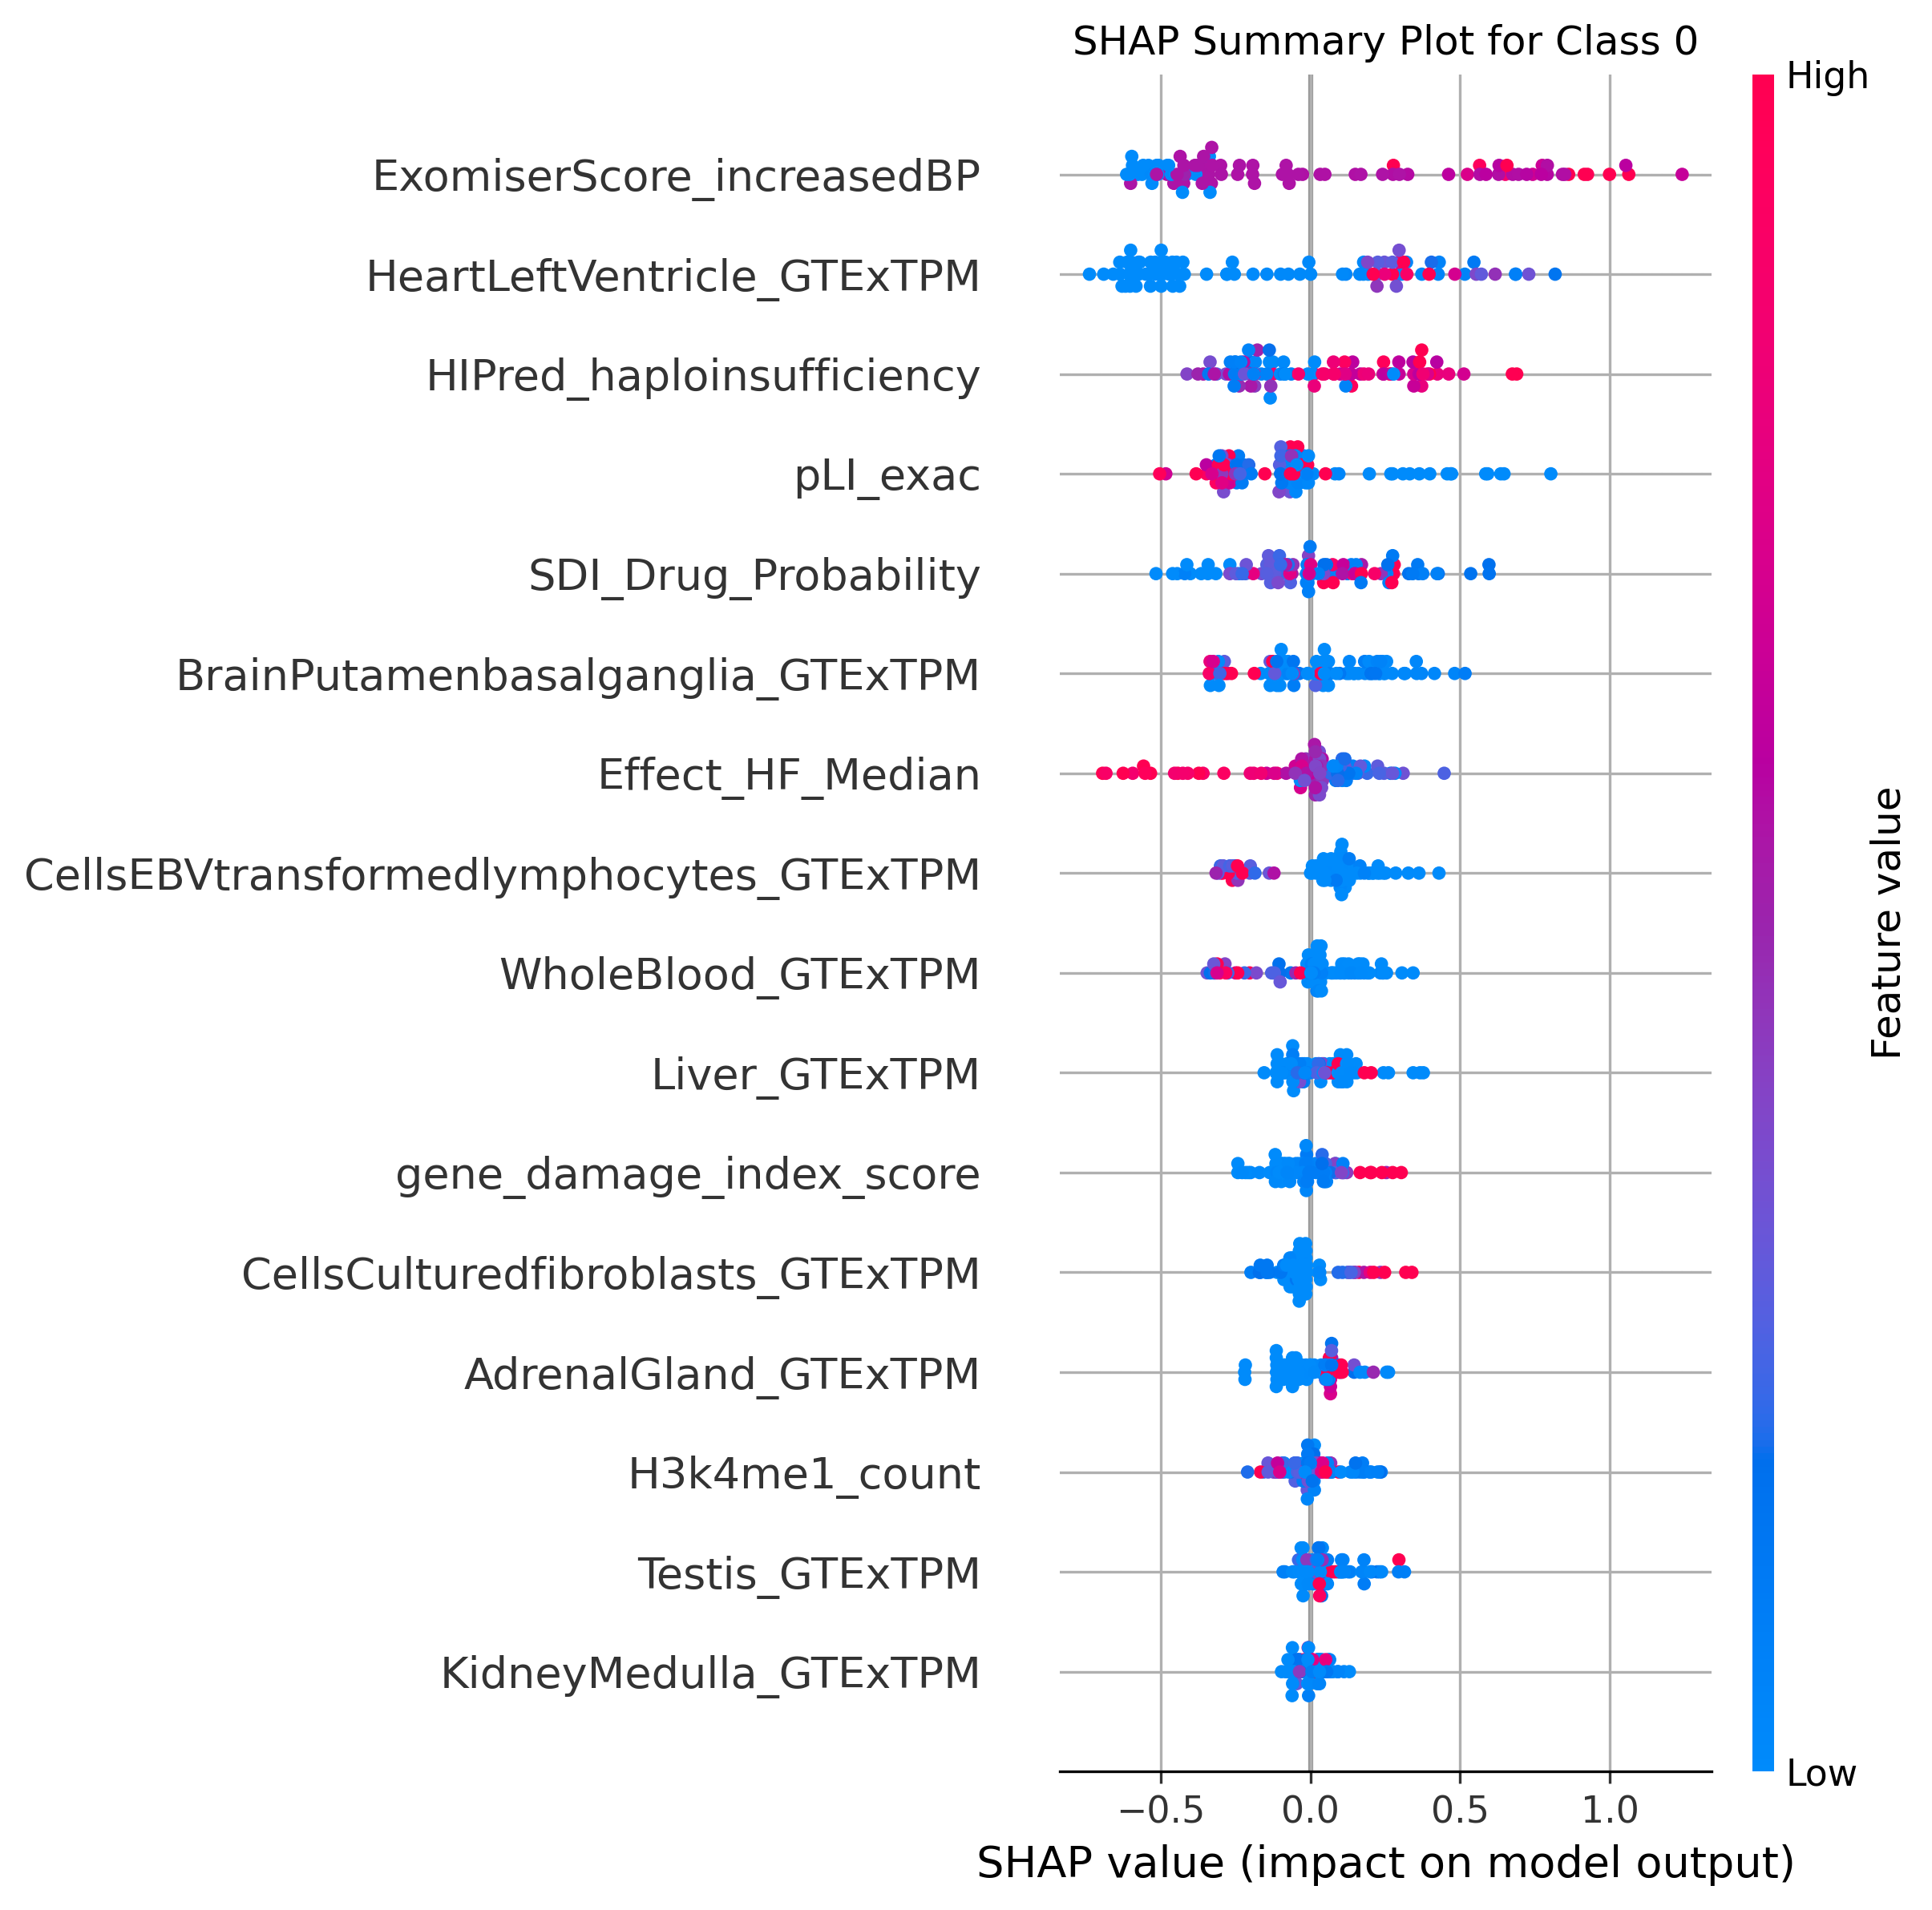 SHAP Summary Plot for Class 0
High
ExomiserScore_increasedBP
HeartLeftVentricle_GTExTPM
HIPred_haploinsufficiency
pLI_exac
SDI_Drug_Probability
BrainPutamenbasalganglia_GTExTPM
Effect_HF_Median
CellsEBVtransformedlymphocytes_GTExTPM
WholeBlood_GTExTPM
Liver_GTExTPM
gene_damage_index_score
CellsCulturedfibroblasts_GTExTPM
AdrenalGland_GTExTPM
H3k4me1_count
Testis_GTExTPM
KidneyMedulla_GTExTPM
Feature value
Low
−0.5 0.0 0.5 1.0
SHAP value (impact on model output)